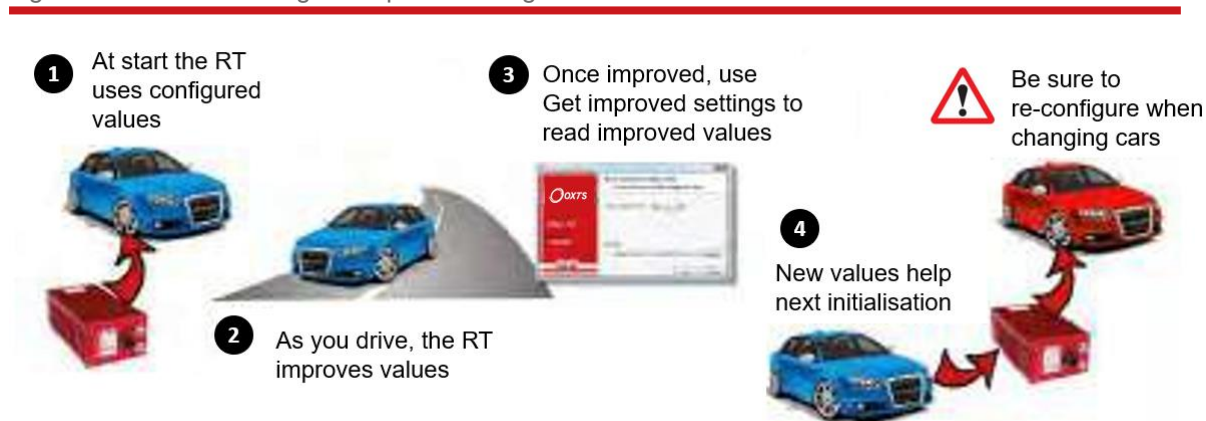 1
At start the RT
uses configured
values
2
As you drive, the RT
improves values
3
Once improved, use
Get improved settings to
read improved values
OXTS
4
New values help
next initialisation
Be sure to
re-configure when
changing cars